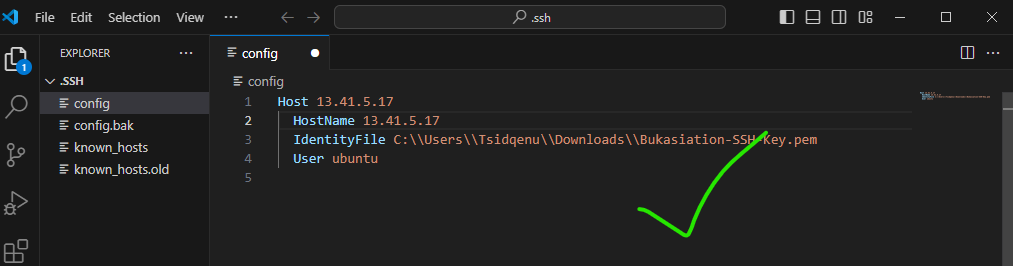 File Edit Selection View ... .ssh
EXPLORER ... config
.SSH config
config
config.bak
known_hosts
known_hosts.old
1 Host 13.41.5.17
2 HostName 13.41.5.17
3 IdentityFile C:\\Users\\Tsidqenu\\Downloads\\Bukasiation-SSH-Key.pem
4 User ubuntu
5
1